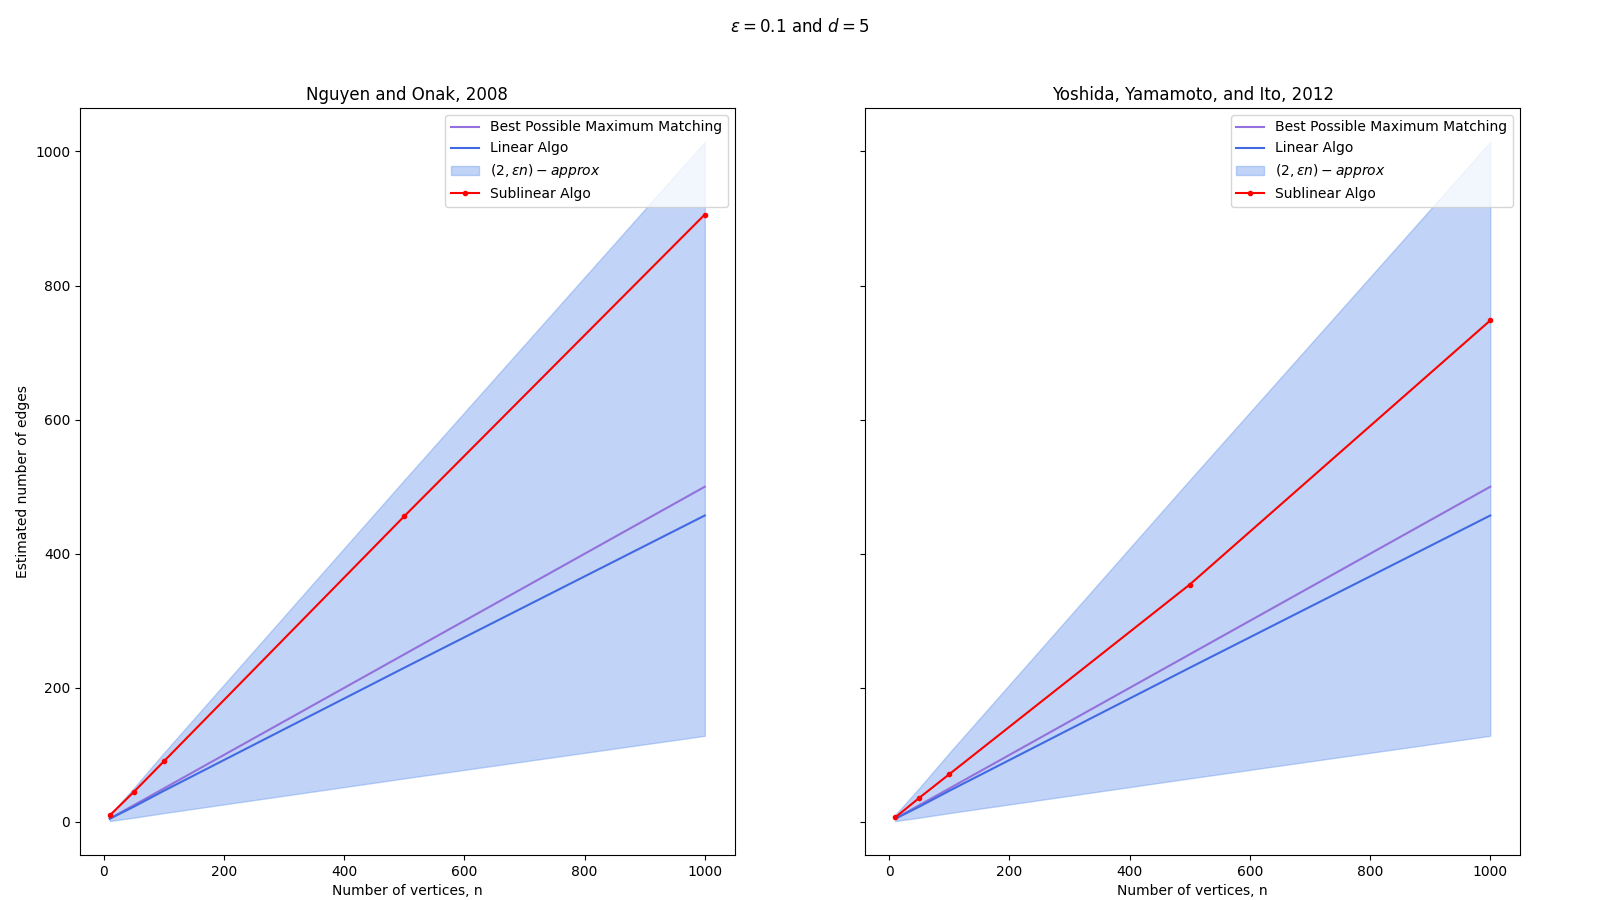 ε = 0.1 and d = 5
Nguyen and Onak, 2008
Best Possible Maximum Matching
Linear Algo
(2, εn) − approx
Sublinear Algo
1000
800
600
400
200
0
Estimated number of edges
0 200 400 600 800 1000
Number of vertices, n
Yoshida, Yamamoto, and Ito, 2012
Best Possible Maximum Matching
Linear Algo
(2, εn) − approx
Sublinear Algo
0 200 400 600 800 1000
Number of vertices, n